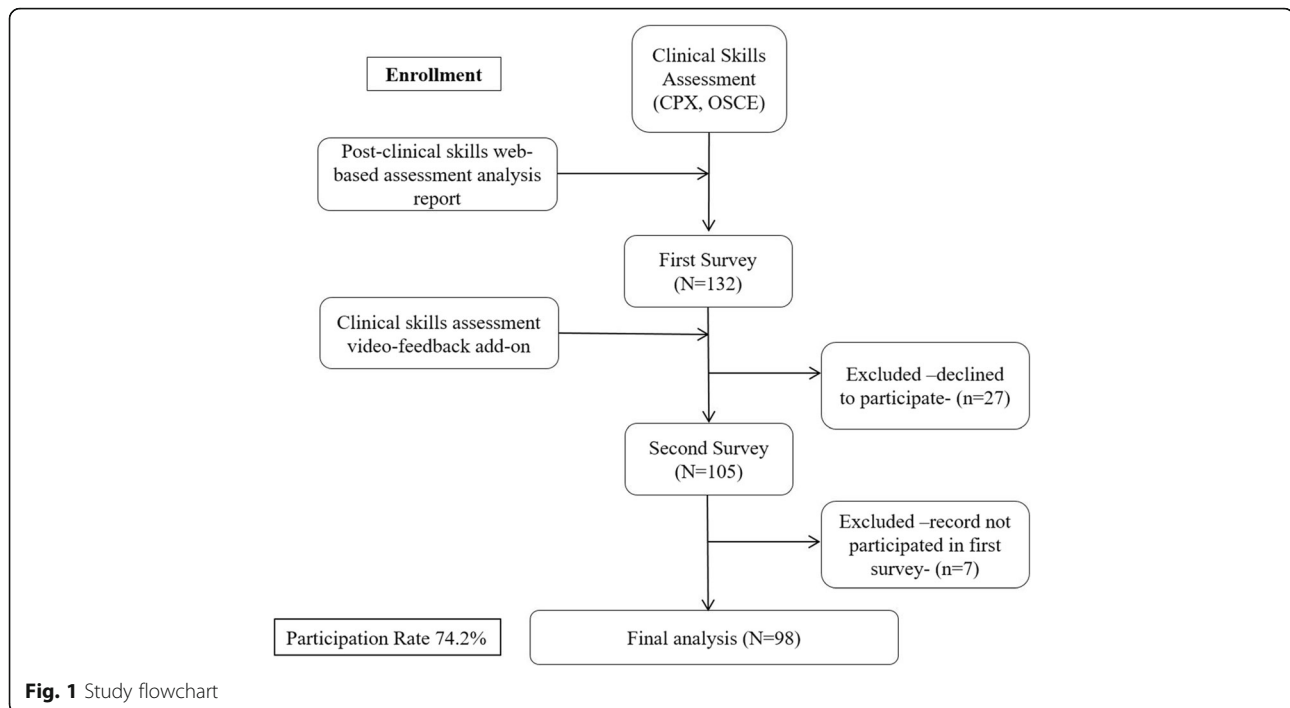 Enrollment
Clinical Skills
Assessment
(CPX, OSCE)
Post-clinical skills web-
based assessment analysis
report
First Survey
(N=132)
Clinical skills assessment
video-feedback add-on
Excluded –declined
to participate- (n=27)
Second Survey
(N=105)
Excluded –record not
participated in first
survey- (n=7)
Participation Rate 74.2%
Final analysis (N=98)
Fig. 1 Study flowchart